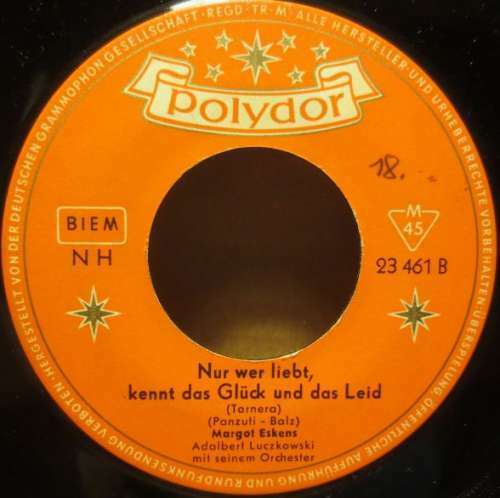 HERGESTELLT VON DER DEUTSCHEN GRAMMOPHON GESELLSCHAFT · REGD·TR·M· ALLE HERSTELLER UND URHEBERRECHTE VORBEHALTEN · ÜBERSPIELUNG, ÖFFENTLICHE AUFFÜHRUNG UND RUNDFUNKSENDUNG VERBOTEN ·
polydor
18. -
BIEM
NH
M
45
23 461 B
Nur wer liebt,
kennt das Glück und das Leid
(Tornera)
(Panzuti - Balz)
Margot Eskens
Adalbert Luczkowski
mit seinem Orchester